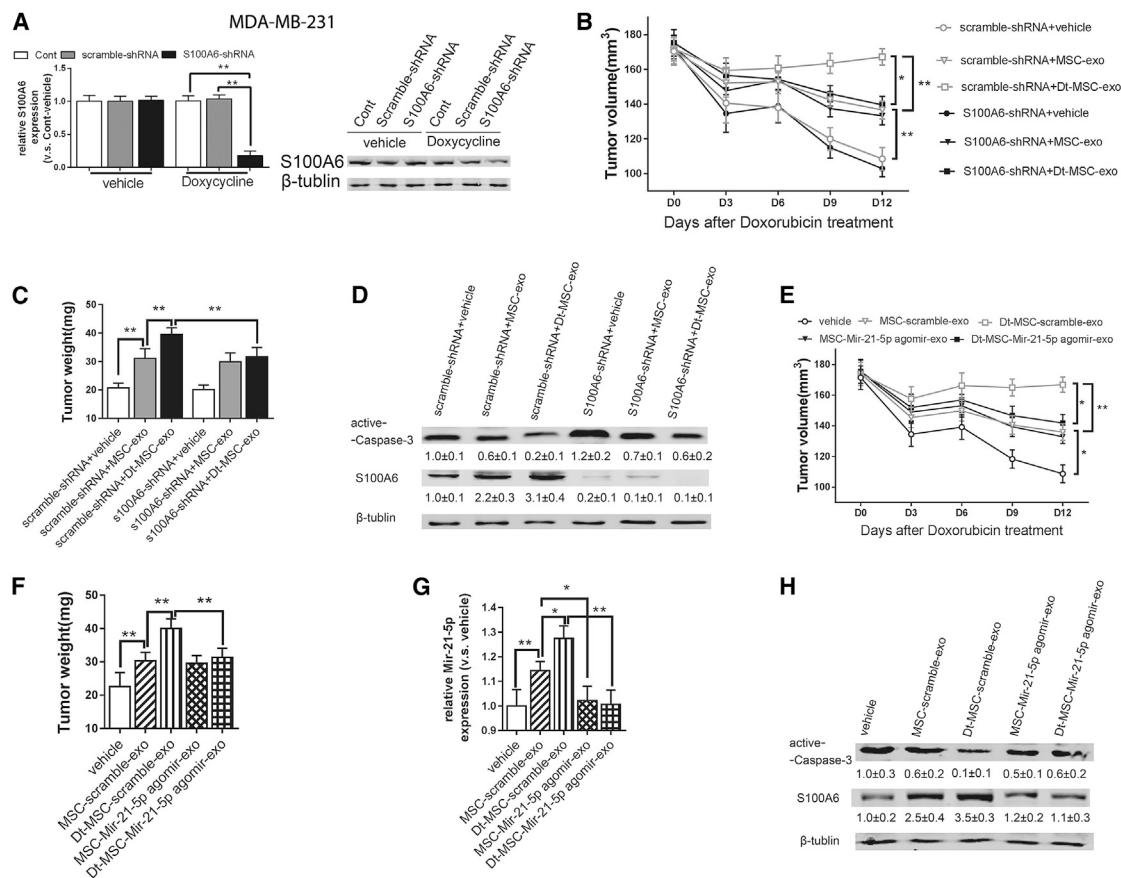 A
MDA-MB-231
Cont scramble-shRNA S100A6-shRNA
relative S100A6
expression
(v.s. Cont-vehicle)
1.5
1.0
0.5
0.0
**
**
vehicle
Doxycycline
Cont
Scramble-shRNA
S100A6-shRNA
Cont
Scramble-shRNA
S100A6-shRNA
vehicle
Doxycycline
S100A6
β-tublin
B
Tumor volume(mm3)
180
160
140
120
100
D0 D3 D6 D9 D12
Days after Doxorubicin treatment
*
**
**
scramble-shRNA+vehicle
scramble-shRNA+MSC-exo
scramble-shRNA+Dt-MSC-exo
S100A6-shRNA+vehicle
S100A6-shRNA+MSC-exo
S100A6-shRNA+Dt-MSC-exo
C
Tumor weight(mg)
50
40
30
20
10
**
**
**
scramble-shRNA+vehicle
scramble-shRNA+MSC-exo
scramble-shRNA+Dt-MSC-exo
s100A6-shRNA+vehicle
s100A6-shRNA+MSC-exo
s100A6-shRNA+Dt-MSC-exo
D
scramble-shRNA+vehicle
scramble-shRNA+MSC-exo
scramble-shRNA+Dt-MSC-exo
S100A6-shRNA+vehicle
S100A6-shRNA+MSC-exo
S100A6-shRNA+Dt-MSC-exo
active-
-Caspase-3
1.0±0.1 0.6±0.1 0.2±0.1 1.2±0.2 0.7±0.1 0.6±0.2
S100A6
1.0±0.1 2.2±0.3 3.1±0.4 0.2±0.1 0.1±0.1 0.1±0.1
β-tublin
E
vehicle MSC-scramble-exo Dt-MSC-scramble-exo
MSC-Mir-21-5p agomir-exo Dt-MSC-Mir-21-5p agomir-exo
Tumor volume(mm3)
180
160
140
120
100
D0 D3 D6 D9 D12
Days after Doxorubicin treatment
*
**
*
F
Tumor weight(mg)
50
40
30
20
10
**
**
**
vehicle
MSC-scramble-exo
Dt-MSC-scramble-exo
MSC-Mir-21-5p agomir-exo
Dt-MSC-Mir-21-5p agomir-exo
G
relative Mir-21-5p
expression (v.s. vehicle)
1.4
1.3
1.2
1.1
1.0
0.9
*
*
**
**
vehicle
MSC-scramble-exo
Dt-MSC-scramble-exo
MSC-Mir-21-5p agomir-exo
Dt-MSC-Mir-21-5p agomir-exo
H
vehicle
MSC-scramble-exo
Dt-MSC-scramble-exo
MSC-Mir-21-5p agomir-exo
Dt-MSC-Mir-21-5p agomir-exo
active-
-Caspase-3
1.0±0.3 0.6±0.2 0.1±0.1 0.5±0.1 0.6±0.2
S100A6
1.0±0.2 2.5±0.4 3.5±0.3 1.2±0.2 1.1±0.3
β-tublin